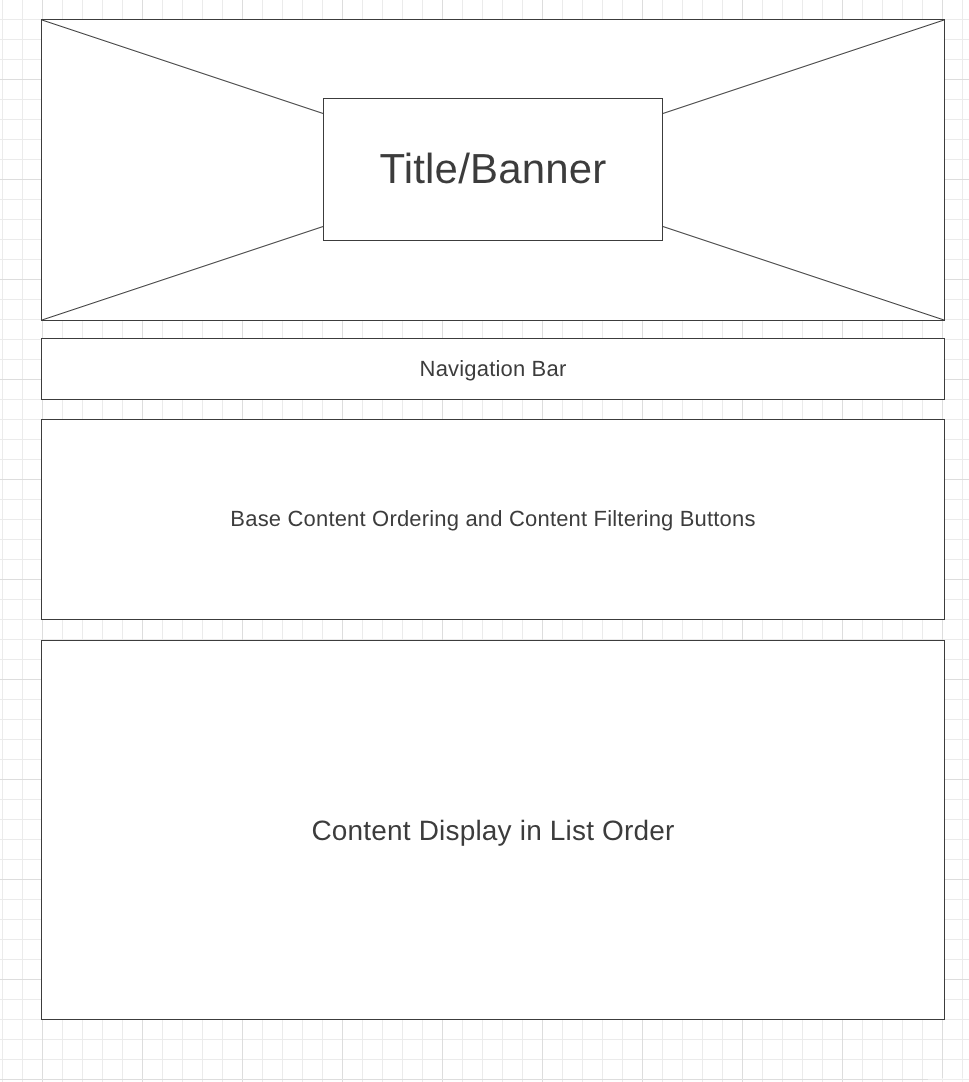 Title/Banner
Navigation Bar
Base Content Ordering and Content Filtering Buttons
Content Display in List Order